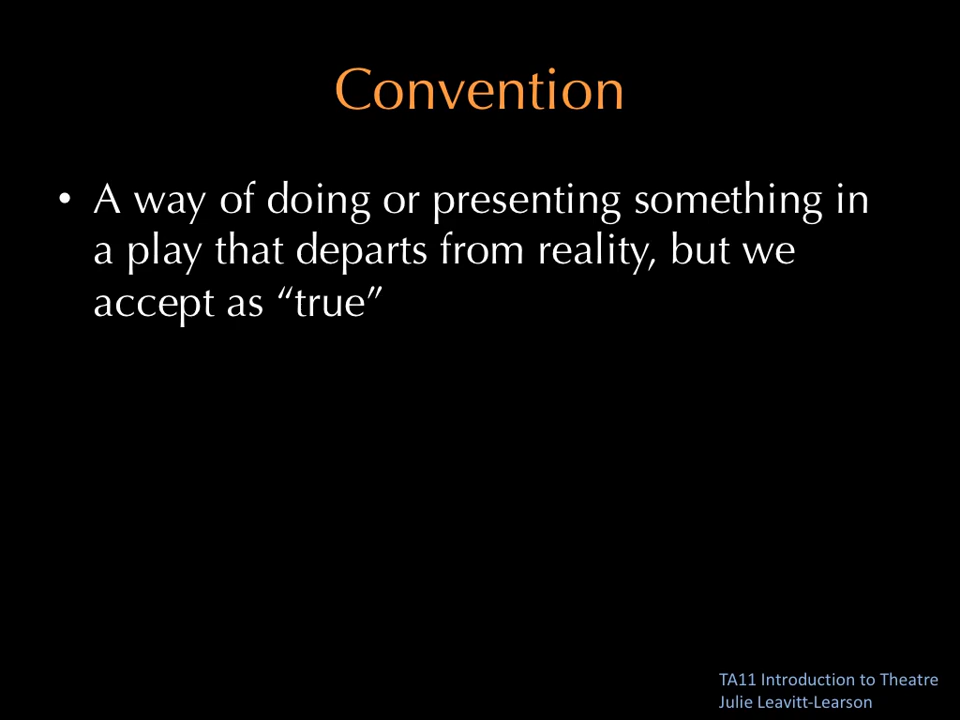 Convention
• A way of doing or presenting something in
a play that departs from reality, but we
accept as “true”
TA11 Introduction to Theatre
Julie Leavitt-Learson